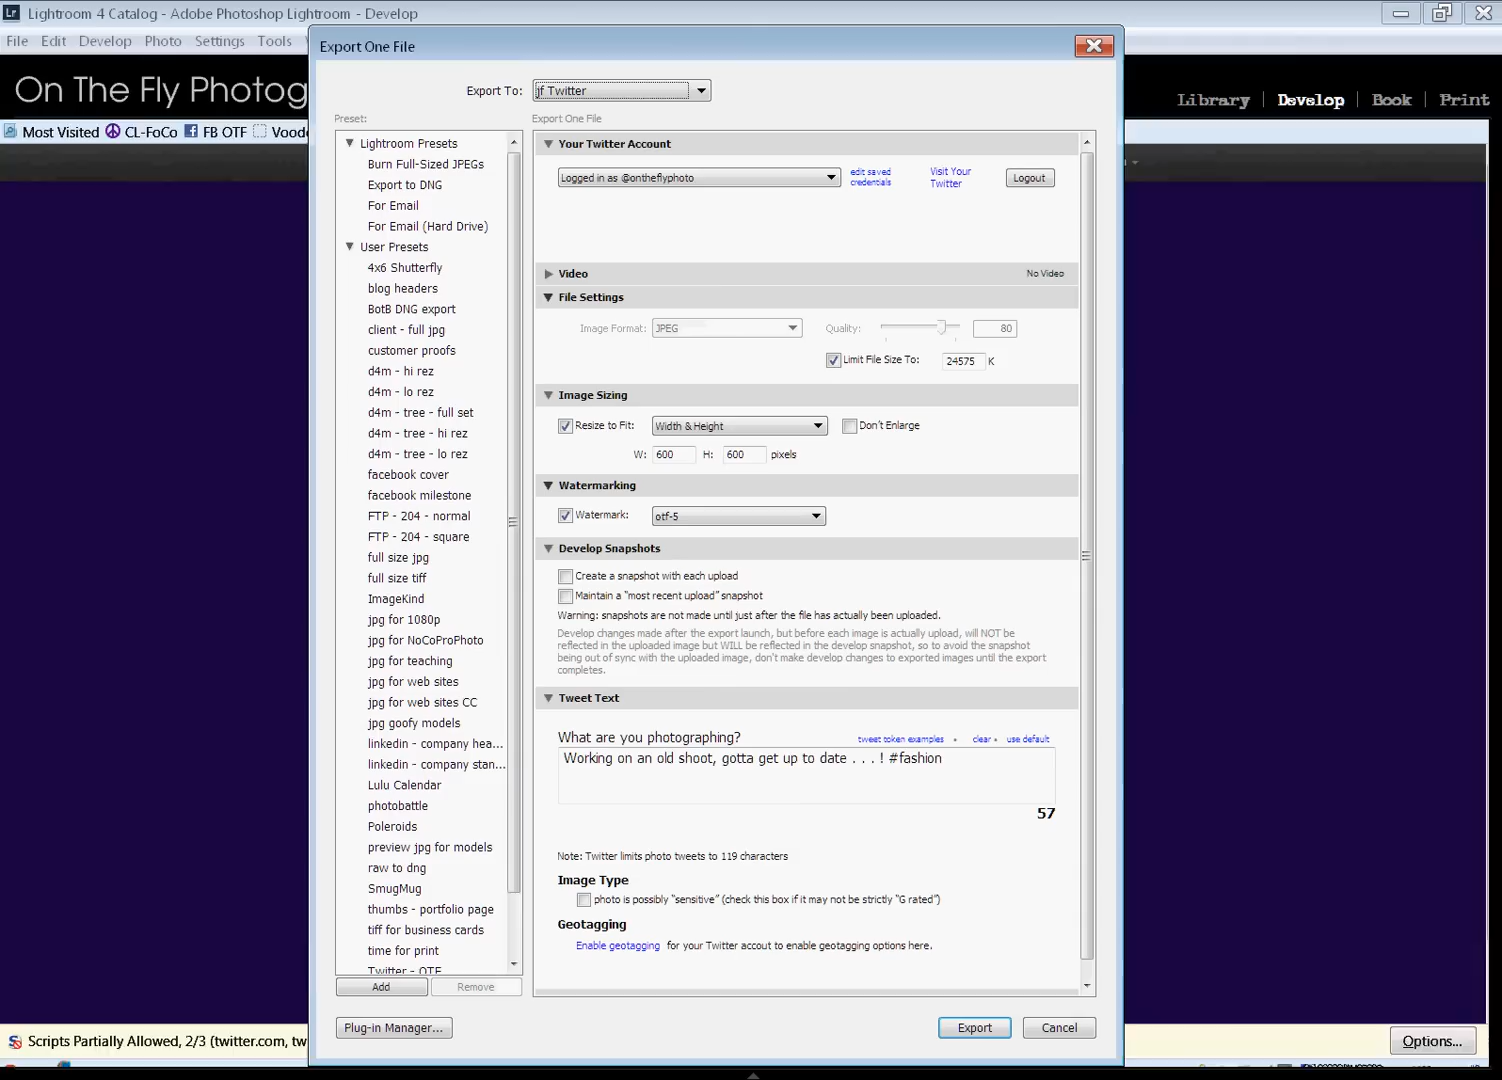 Lightroom 4 Catalog - Adobe Photoshop Lightroom - Develop
File Edit Develop Photo Settings Tools
On The Fly Photog
Library Develop Book Print
Most Visited CL-FoCo FB OTF Voodo
Export One File
Export To: jf Twitter
Preset:
Lightroom Presets
Burn Full-Sized JPEGs
Export to DNG
For Email
For Email (Hard Drive)
User Presets
4x6 Shutterfly
blog headers
BotB DNG export
client - full jpg
customer proofs
d4m - hi rez
d4m - lo rez
d4m - tree - full set
d4m - tree - hi rez
d4m - tree - lo rez
facebook cover
facebook milestone
FTP - 204 - normal
FTP - 204 - square
full size jpg
full size tiff
ImageKind
jpg for 1080p
jpg for NoCoProPhoto
jpg for teaching
jpg for web sites
jpg for web sites CC
jpg goofy models
linkedin - company hea...
linkedin - company stan...
Lulu Calendar
photobattle
Poleroids
preview jpg for models
raw to dng
SmugMug
thumbs - portfolio page
tiff for business cards
time for print
Twitter - OTF
Add Remove
Plug-in Manager...
Export One File
Your Twitter Account
Logged in as @ontheflyphoto edit saved credentials Visit Your Twitter Logout
Video No Video
File Settings
Image Format: JPEG Quality: 80
Limit File Size To: 24575 K
Image Sizing
Resize to Fit: Width & Height Don't Enlarge
W: 600 H: 600 pixels
Watermarking
Watermark: otf-5
Develop Snapshots
Create a snapshot with each upload
Maintain a "most recent upload" snapshot
Warning: snapshots are not made until just after the file has actually been uploaded.
Develop changes made after the export launch, but before each image is actually upload, will NOT be
reflected in the uploaded image but WILL be reflected in the develop snapshot, so to avoid the snapshot
being out of sync with the uploaded image, don't make develop changes to exported images until the export
completes.
Tweet Text
What are you photographing? tweet token examples • clear • use default
Working on an old shoot, gotta get up to date . . . ! #fashion
57
Note: Twitter limits photo tweets to 119 characters
Image Type
photo is possibly "sensitive" (check this box if it may not be strictly "G rated")
Geotagging
Enable geotagging for your Twitter accout to enable geotagging options here.
Export Cancel
Scripts Partially Allowed, 2/3 (twitter.com, tw
Options...